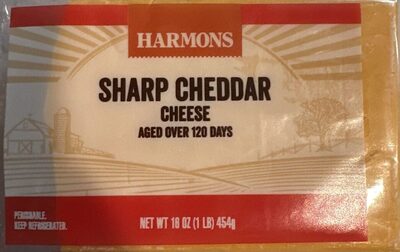 HARMONS
SHARP CHEDDAR
CHEESE
AGED OVER 120 DAYS
PERISHABLE.
KEEP REFRIGERATED.
NET WT 16 OZ (1 LB) 454g